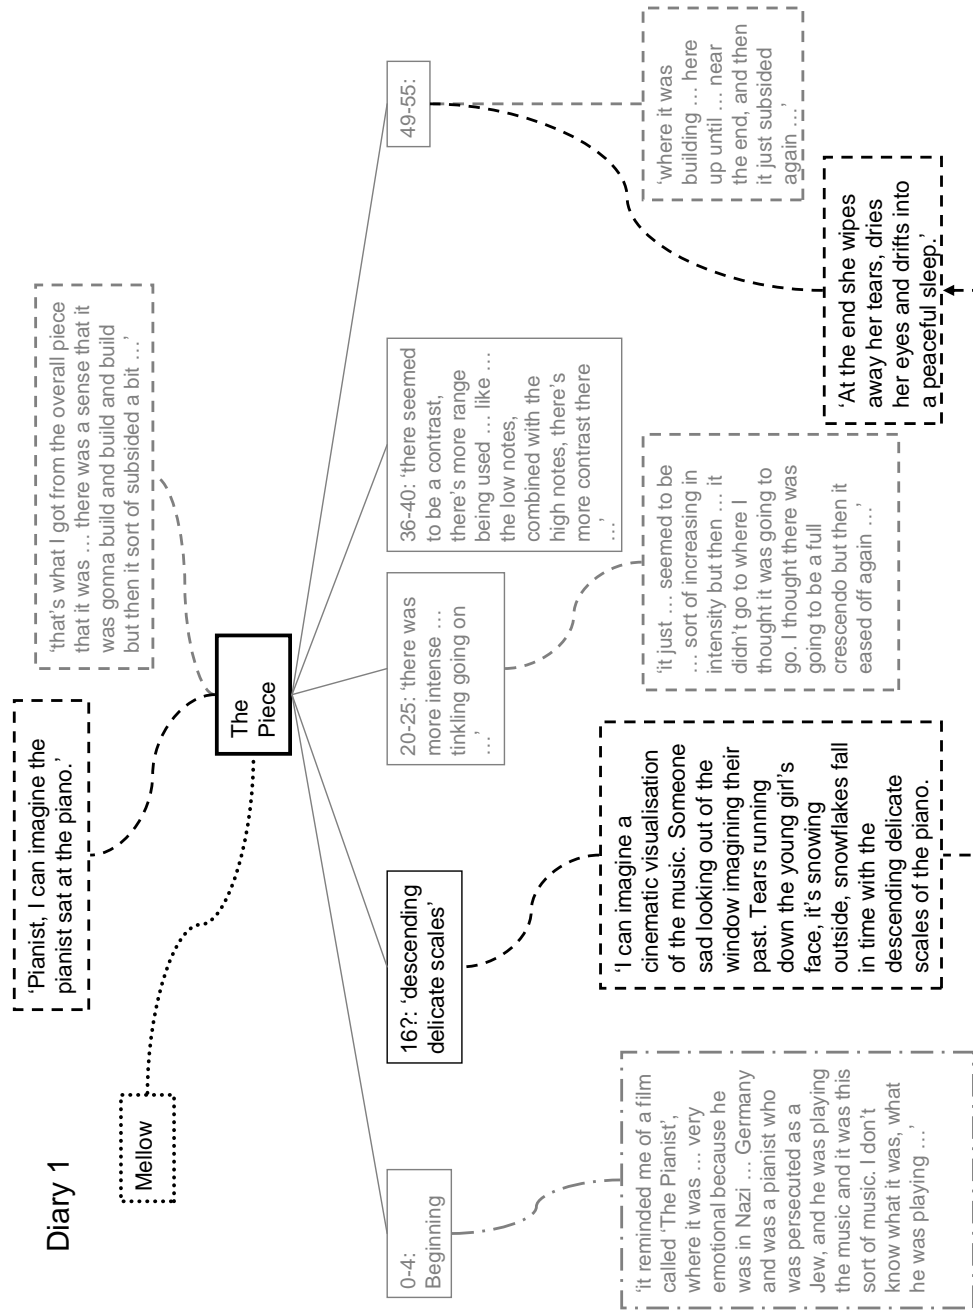 Diary 1
Mellow
‘Pianist, I can imagine the
pianist sat at the piano.’
‘that’s what I got from the overall piece
that it was … there was a sense that it
was gonna build and build and build
but then it sort of subsided a bit …’
The
Piece
0-4:
Beginning
16?: ‘descending
delicate scales’
20-25: ‘there was
more intense …
tinkling going on
…’
36-40: ‘there seemed
to be a contrast,
there’s more range
being used … like …
the low notes,
combined with the
high notes, there’s
more contrast there
…’
49-55:
‘it reminded me of a film
called ‘The Pianist’,
where it was … very
emotional because he
was in Nazi … Germany
and was a pianist who
was persecuted as a
Jew, and he was playing
the music and it was this
sort of music. I don’t
know what it was, what
he was playing …’
‘I can imagine a
cinematic visualisation
of the music. Someone
sad looking out of the
window imagining their
past. Tears running
down the young girl’s
face, it’s snowing
outside, snowflakes fall
in time with the
descending delicate
scales of the piano.
‘it just … seemed to be
… sort of increasing in
intensity but then … it
didn’t go to where I
thought it was going to
go. I thought there was
going to be a full
crescendo but then it
eased off again …’
‘where it was
building … here
up until … near
the end, and then
it just subsided
again …’
‘At the end she wipes
away her tears, dries
her eyes and drifts into
a peaceful sleep.’